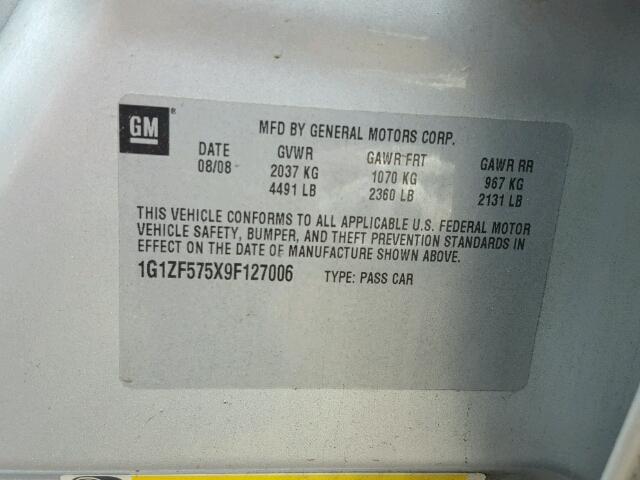 GM®
MFD BY GENERAL MOTORS CORP.
DATE GVWR GAWR FRT GAWR RR
08/08 2037 KG 1070 KG 967 KG
4491 LB 2360 LB 2131 LB
THIS VEHICLE CONFORMS TO ALL APPLICABLE U.S. FEDERAL MOTOR
VEHICLE SAFETY, BUMPER, AND THEFT PREVENTION STANDARDS IN
EFFECT ON THE DATE OF MANUFACTURE SHOWN ABOVE.
1G1ZF575X9F127006 TYPE: PASS CAR